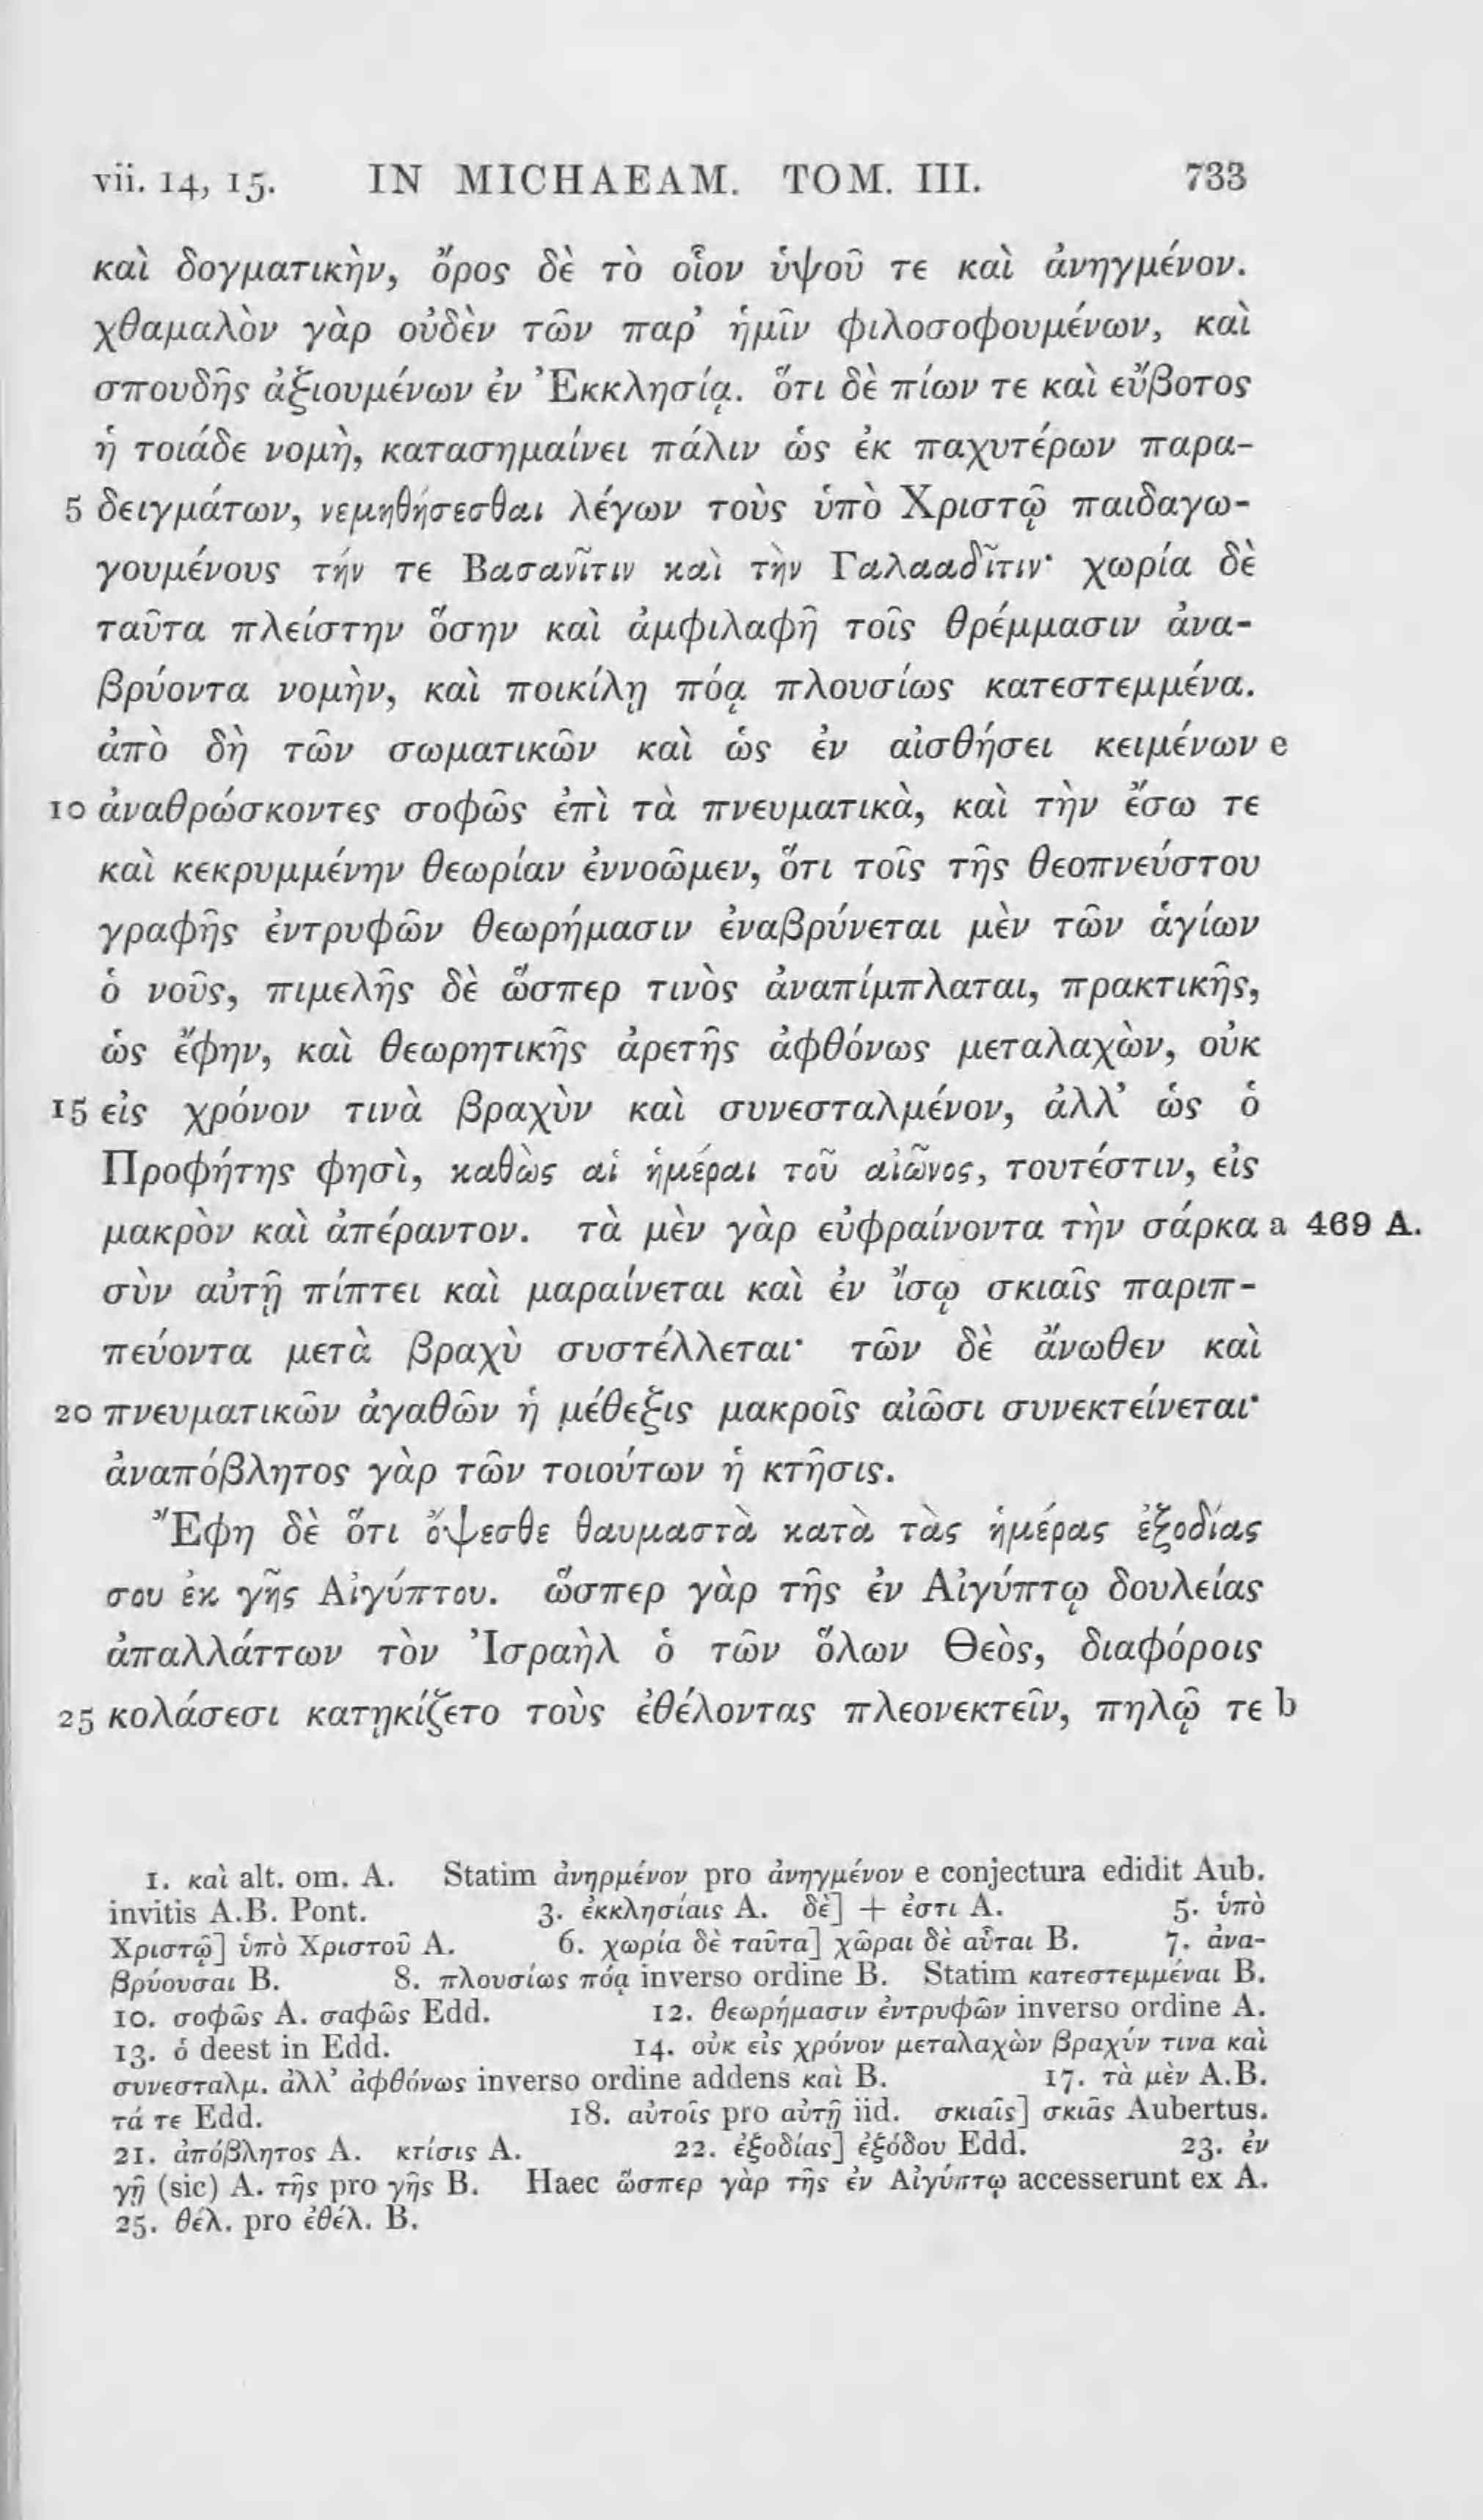 vii. 14, 15. IN MICHAEAM. TOM. III. 733
καὶ δογματικὴν, ὄρος δὲ τὸ οἷον ὑψοῦ τε καὶ ἀνηγμένον.
χθαμαλὸν γὰρ οὐδὲν τῶν παρ’ ἡμῖν φιλοσοφουμένων, καὶ
σπουδῆς ἀξιουμένων ἐν Ἐκκλησίᾳ. ὅτι δὲ πίων τε καὶ εὔβοτος
ἡ τοιάδε νομὴ, κατασημαίνει πάλιν ὡς ἐκ παχυτέρων παρα-
5 δειγμάτων, νεμηθήσεσθαι λέγων τοὺς ὑπὸ Χριστῷ παιδαγω-
γουμένους τήν τε Βασανῖτιν καὶ τὴν Γαλααδῖτιν· χωρία δὲ
ταῦτα πλείστην ὅσην καὶ ἀμφιλαφῆ τοῖς θρέμμασιν ἀνα-
βρύοντα νομὴν, καὶ ποικίλῃ πόᾳ πλουσίως κατεστεμμένα.
ἀπὸ δὴ τῶν σωματικῶν καὶ ὡς ἐν αἰσθήσει κειμένων e
10 ἀναθρώσκοντες σοφῶς ἐπὶ τὰ πνευματικὰ, καὶ τὴν ἔσω τε
καὶ κεκρυμμένην θεωρίαν ἐννοῶμεν, ὅτι τοῖς τῆς θεοπνεύστου
γραφῆς ἐντρυφῶν θεωρήμασιν ἐναβρύνεται μὲν τῶν ἁγίων
ὁ νοῦς, πιμελῆς δὲ ὥσπερ τινὸς ἀναπίμπλαται, πρακτικῆς,
ὡς ἔφην, καὶ θεωρητικῆς ἀρετῆς ἀφθόνως μεταλαχὼν, οὐκ
15 εἰς χρόνον τινὰ βραχὺν καὶ συνεσταλμένον, ἀλλ’ ὡς ὁ
Προφήτης φησὶ, καθὼς αἱ ἡμέραι τοῦ αἰῶνος, τουτέστιν, εἰς
μακρὸν καὶ ἀπέραντον. τὰ μὲν γὰρ εὐφραίνοντα τὴν σάρκα a 469 A.
σὺν αὐτῇ πίπτει καὶ μαραίνεται καὶ ἐν ἴσῳ σκιαῖς παριπ-
πεύοντα μετὰ βραχὺ συστέλλεται· τῶν δὲ ἄνωθεν καὶ
20 πνευματικῶν ἀγαθῶν ἡ μέθεξις μακροῖς αἰῶσι συνεκτείνεται·
ἀναπόβλητος γὰρ τῶν τοιούτων ἡ κτῆσις.
Ἔφη δὲ ὅτι ὄψεσθε θαυμαστὰ κατὰ τὰς ἡμέρας ἐξοδίας
σου ἐκ γῆς Αἰγύπτου. ὥσπερ γὰρ τῆς ἐν Αἰγύπτῳ δουλείας
ἀπαλλάττων τὸν Ἰσραὴλ ὁ τῶν ὅλων Θεὸς, διαφόροις
25 κολάσεσι κατῃκίζετο τοὺς ἐθέλοντας πλεονεκτεῖν, πηλῷ τε b
1. καὶ alt. om. A. Statim ἀνηρμένον pro ἀνηγμένον e conjectura edidit Aub.
invitis A.B. Pont. 3. ἐκκλησίαις A. δὲ] + ἐστι A. 5. ὑπὸ
Χριστῷ] ὑπὸ Χριστοῦ A. 6. χωρία δὲ ταῦτα] χῶραι δὲ αὗται B. 7. ἀνα-
βρύουσαι B. 8. πλουσίως πόᾳ inverso ordine B. Statim κατεστεμμέναι B.
10. σοφῶς A. σαφῶς Edd. 12. θεωρήμασιν ἐντρυφῶν inverso ordine A.
13. ὁ deest in Edd. 14. οὐκ εἰς χρόνον μεταλαχὼν βραχύν τινα καὶ
συνεσταλμ. ἀλλ’ ἀφθόνως inverso ordine addens καὶ B. 17. τὰ μὲν A.B.
τά τε Edd. 18. αὐτοῖς pro αὐτῇ iid. σκιαῖς] σκιᾶς Aubertus.
21. ἀπόβλητος A. κτίσις A. 22. ἐξοδίας] ἐξόδου Edd. 23. ἐν
γῇ (sic) A. τῆς pro γῆς B. Haec ὥσπερ γὰρ τῆς ἐν Αἰγύπτῳ accesserunt ex A.
25. θέλ. pro ἐθέλ. B.